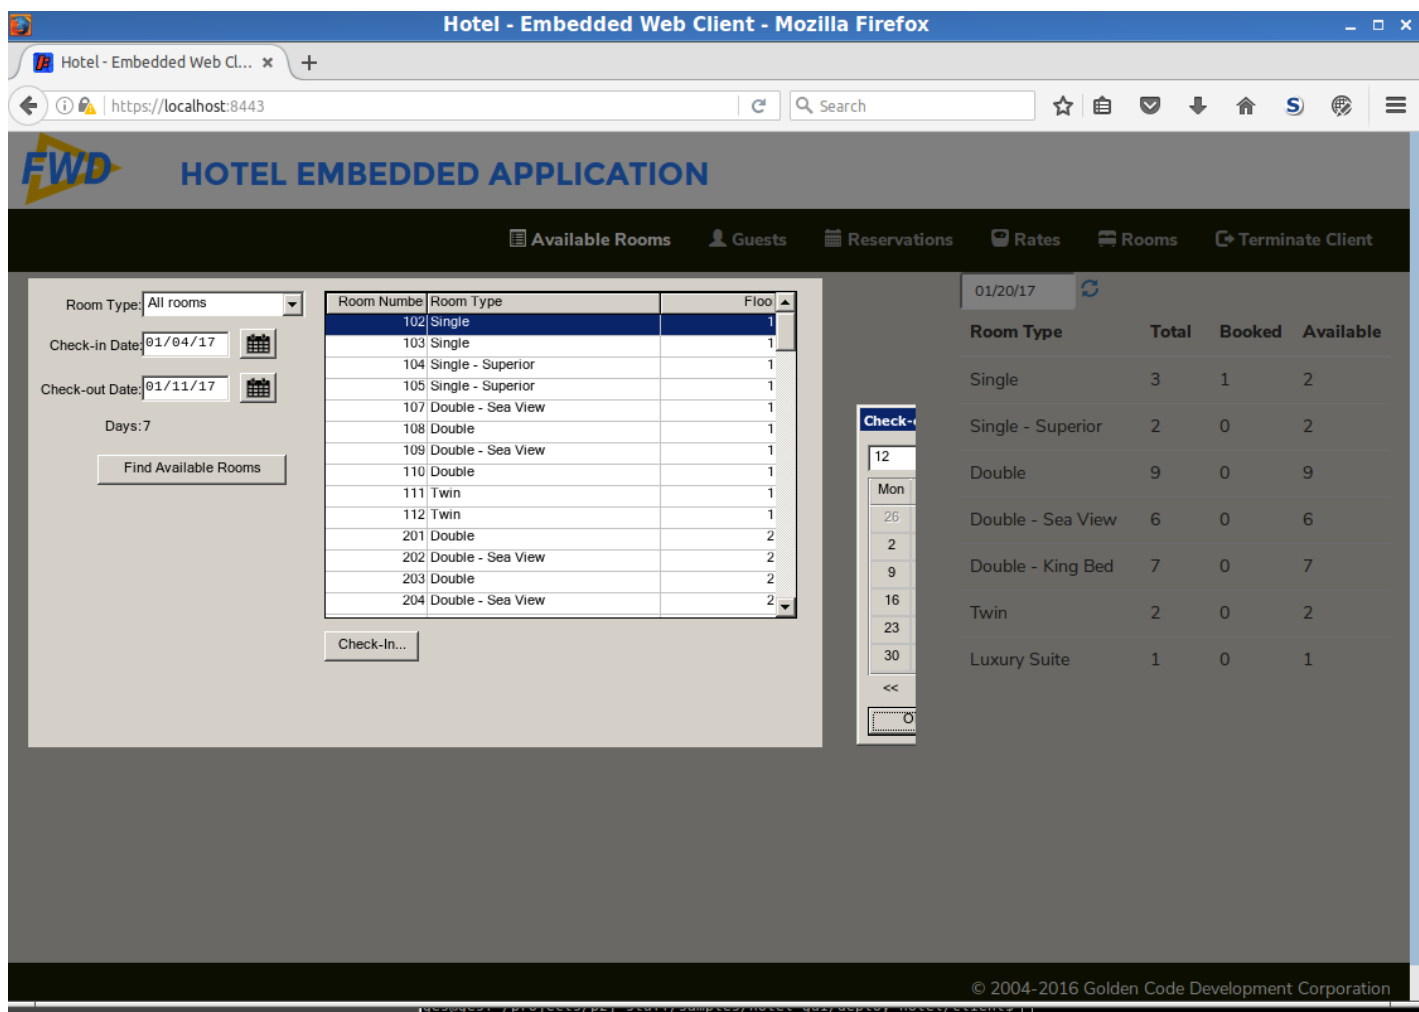 Hotel - Embedded Web Client - Mozilla Firefox
Hotel - Embedded Web Cl...
https://localhost:8443
Search
FWD
HOTEL EMBEDDED APPLICATION
Available Rooms Guests Reservations Rates Rooms Terminate Client
Room Type: All rooms
Check-in Date: 01/04/17
Check-out Date: 01/11/17
Days: 7
Find Available Rooms
Room Numbe Room Type Floo
102 Single 1
103 Single 1
104 Single - Superior 1
105 Single - Superior 1
107 Double - Sea View 1
108 Double 1
109 Double - Sea View 1
110 Double 1
111 Twin 1
112 Twin 1
201 Double 2
202 Double - Sea View 2
203 Double 2
204 Double - Sea View 2
Check-In...
Check-
12
Mon
26
2
9
16
23
30
<<
O
01/20/17
Room Type Total Booked Available
Single 3 1 2
Single - Superior 2 0 2
Double 9 0 9
Double - Sea View 6 0 6
Double - King Bed 7 0 7
Twin 2 0 2
Luxury Suite 1 0 1
© 2004-2016 Golden Code Development Corporation